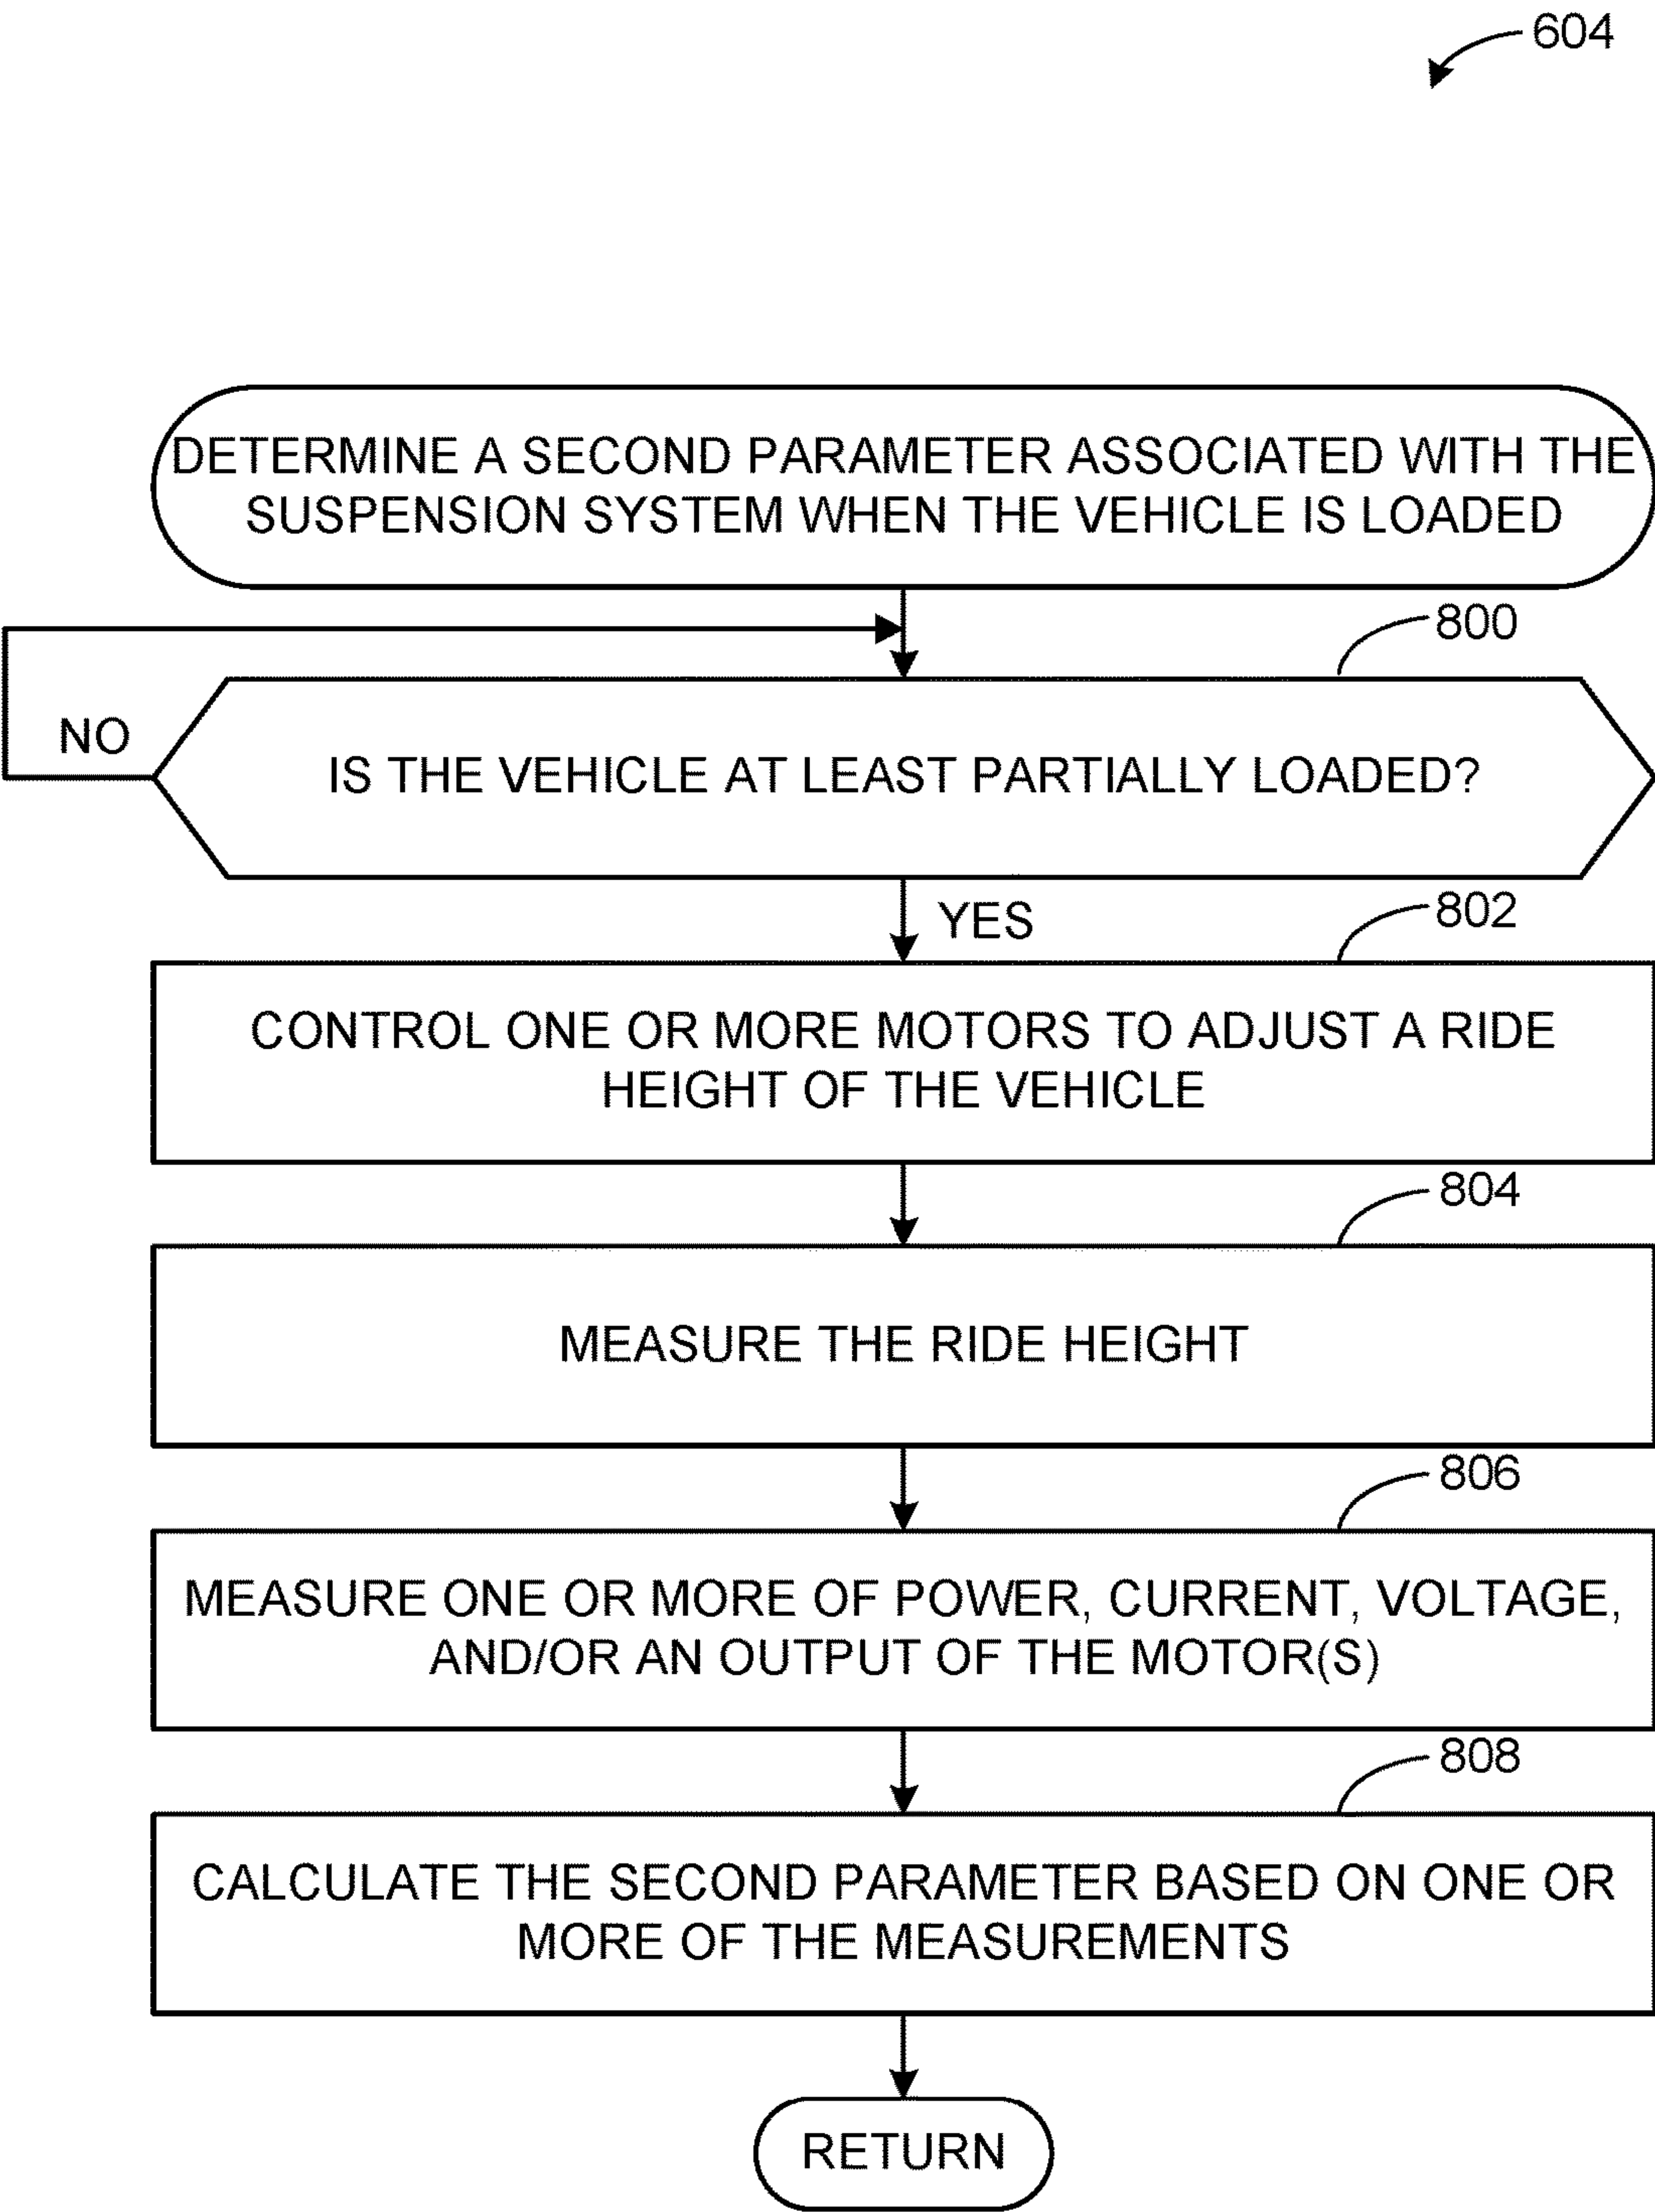 604
DETERMINE A SECOND PARAMETER ASSOCIATED WITH THE
SUSPENSION SYSTEM WHEN THE VEHICLE IS LOADED
800
NO
IS THE VEHICLE AT LEAST PARTIALLY LOADED?
YES
802
CONTROL ONE OR MORE MOTORS TO ADJUST A RIDE
HEIGHT OF THE VEHICLE
804
MEASURE THE RIDE HEIGHT
806
MEASURE ONE OR MORE OF POWER, CURRENT, VOLTAGE,
AND/OR AN OUTPUT OF THE MOTOR(S)
808
CALCULATE THE SECOND PARAMETER BASED ON ONE OR
MORE OF THE MEASUREMENTS
RETURN